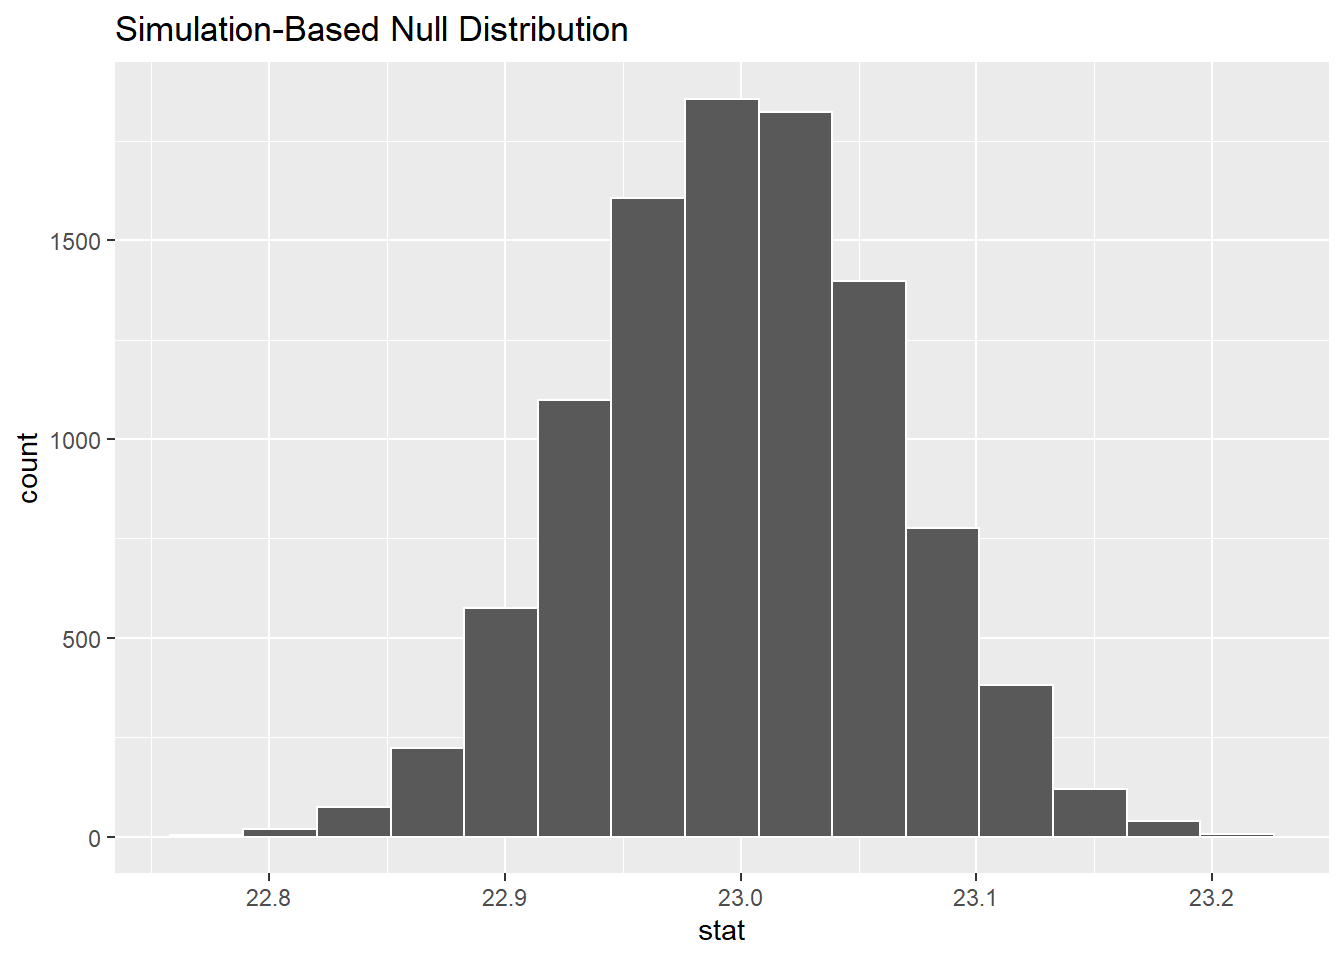 Simulation-Based Null Distribution
1500
1000
500
0
count
22.8 22.9 23.0 23.1 23.2
stat